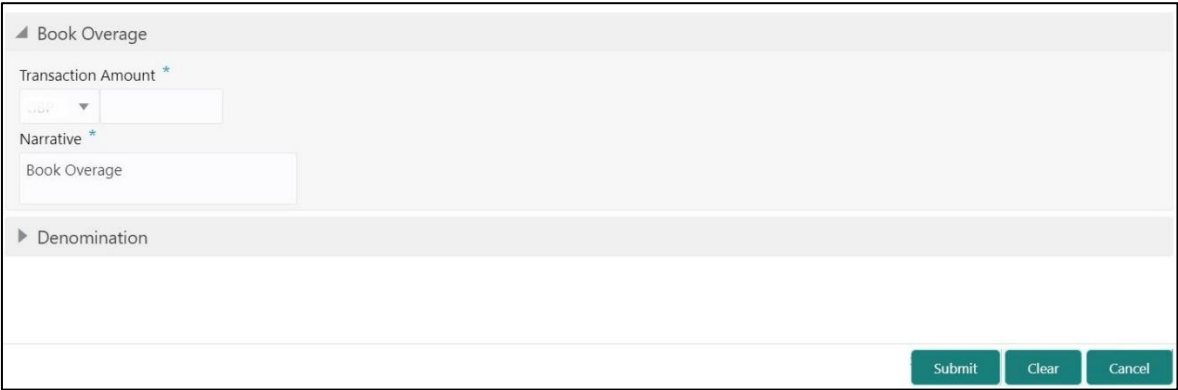 Book Overage
Transaction Amount *
Narrative *
Book Overage
Denomination
Submit Clear Cancel